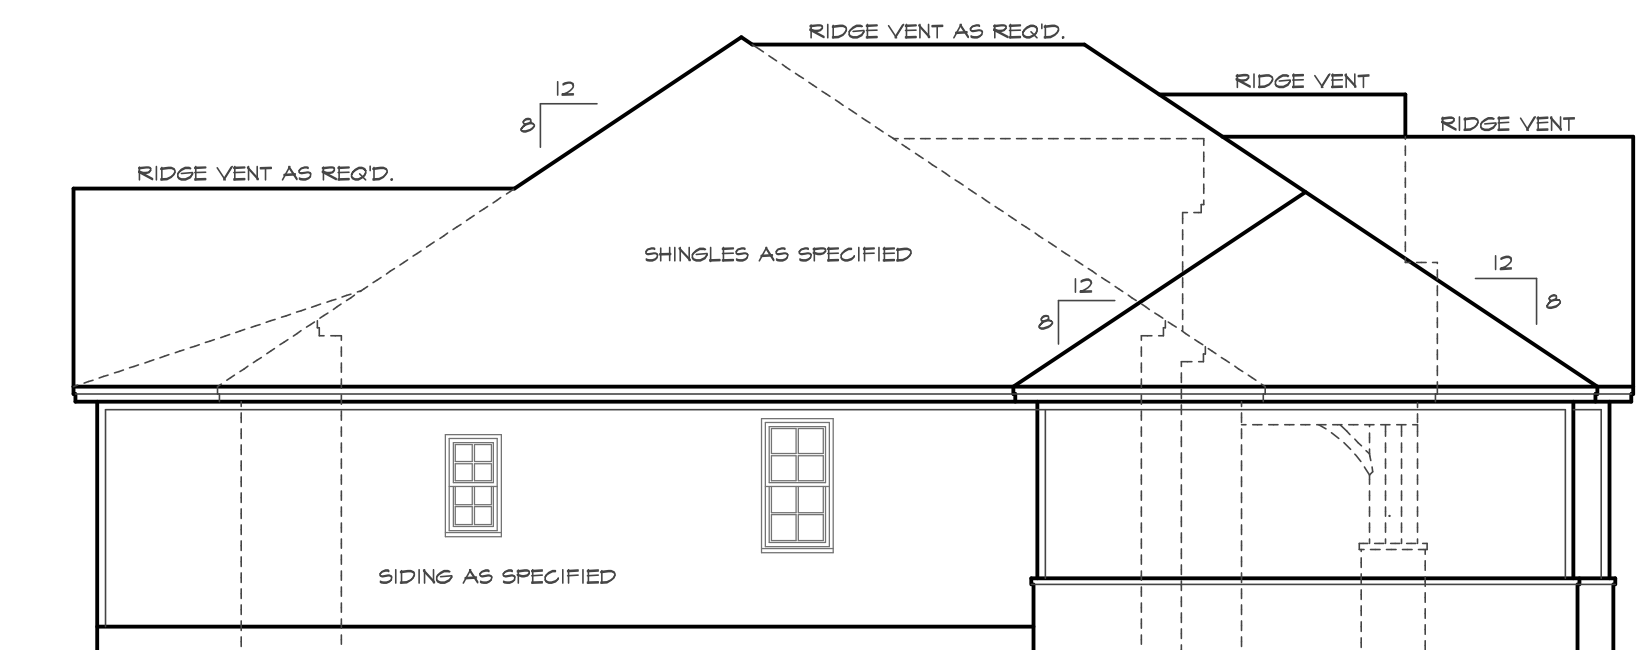 RIDGE VENT AS REQ'D.
RIDGE VENT
12
8
RIDGE VENT
RIDGE VENT AS REQ'D.
SHINGLES AS SPECIFIED
12
8
12
8
SIDING AS SPECIFIED